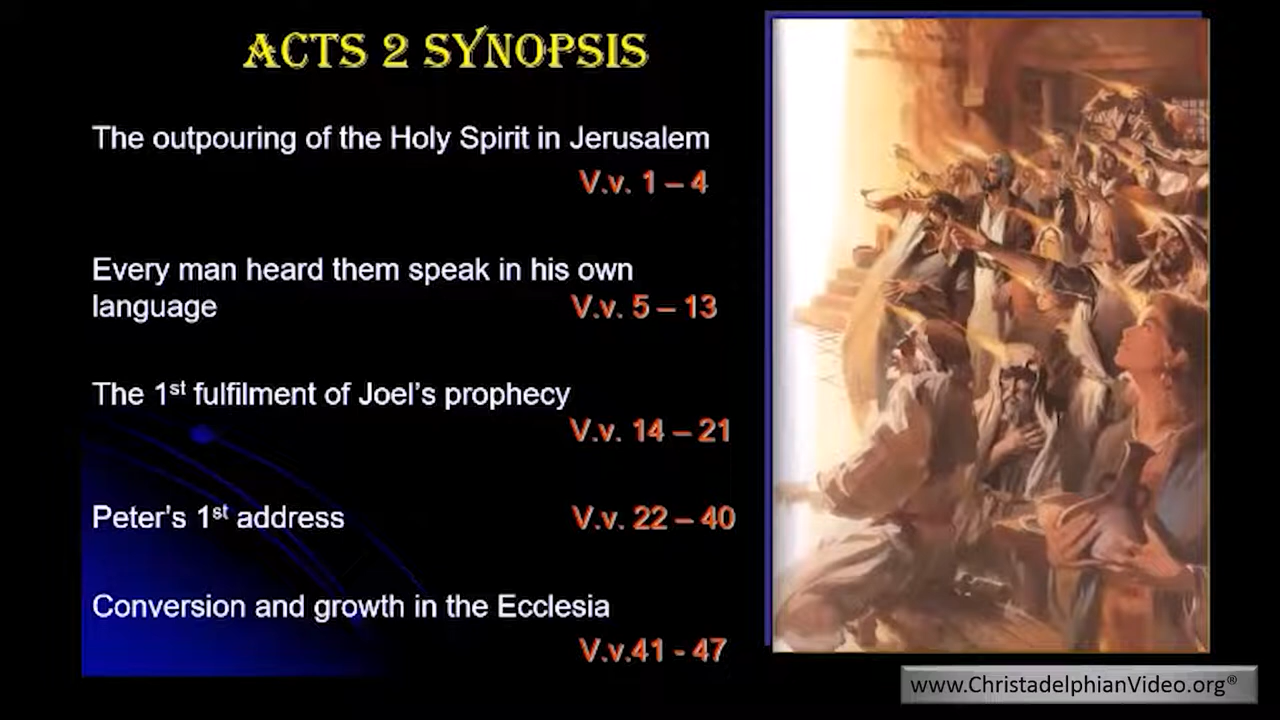 ACTS 2 SYNOPSIS
The outpouring of the Holy Spirit in Jerusalem
V.v. 1 – 4
Every man heard them speak in his own
language V.v. 5 – 13
The 1st fulfilment of Joel's prophecy
V.v. 14 – 21
Peter's 1st address V.v. 22 – 40
Conversion and growth in the Ecclesia
V.v.41 - 47
www.ChristadelphianVideo.org®